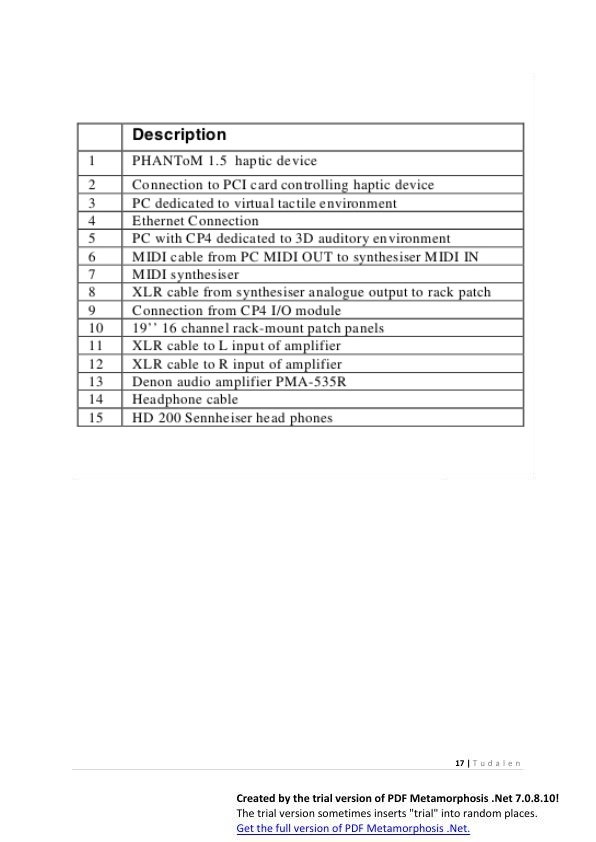 Description
1 PHANToM 1.5 haptic device
2 Connection to PCI card controlling haptic device
3 PC dedicated to virtual tactile environment
4 Ethernet Connection
5 PC with CP4 dedicated to 3D auditory environment
6 MIDI cable from PC MIDI OUT to synthesiser MIDI IN
7 MIDI synthesiser
8 XLR cable from synthesiser analogue output to rack patch
9 Connection from CP4 I/O module
10 19’’ 16 channel rack-mount patch panels
11 XLR cable to L input of amplifier
12 XLR cable to R input of amplifier
13 Denon audio amplifier PMA-535R
14 Headphone cable
15 HD 200 Sennheiser head phones
17 | Tudalen
Created by the trial version of PDF Metamorphosis .Net 7.0.8.10!
The trial version sometimes inserts "trial" into random places.
Get the full version of PDF Metamorphosis .Net.